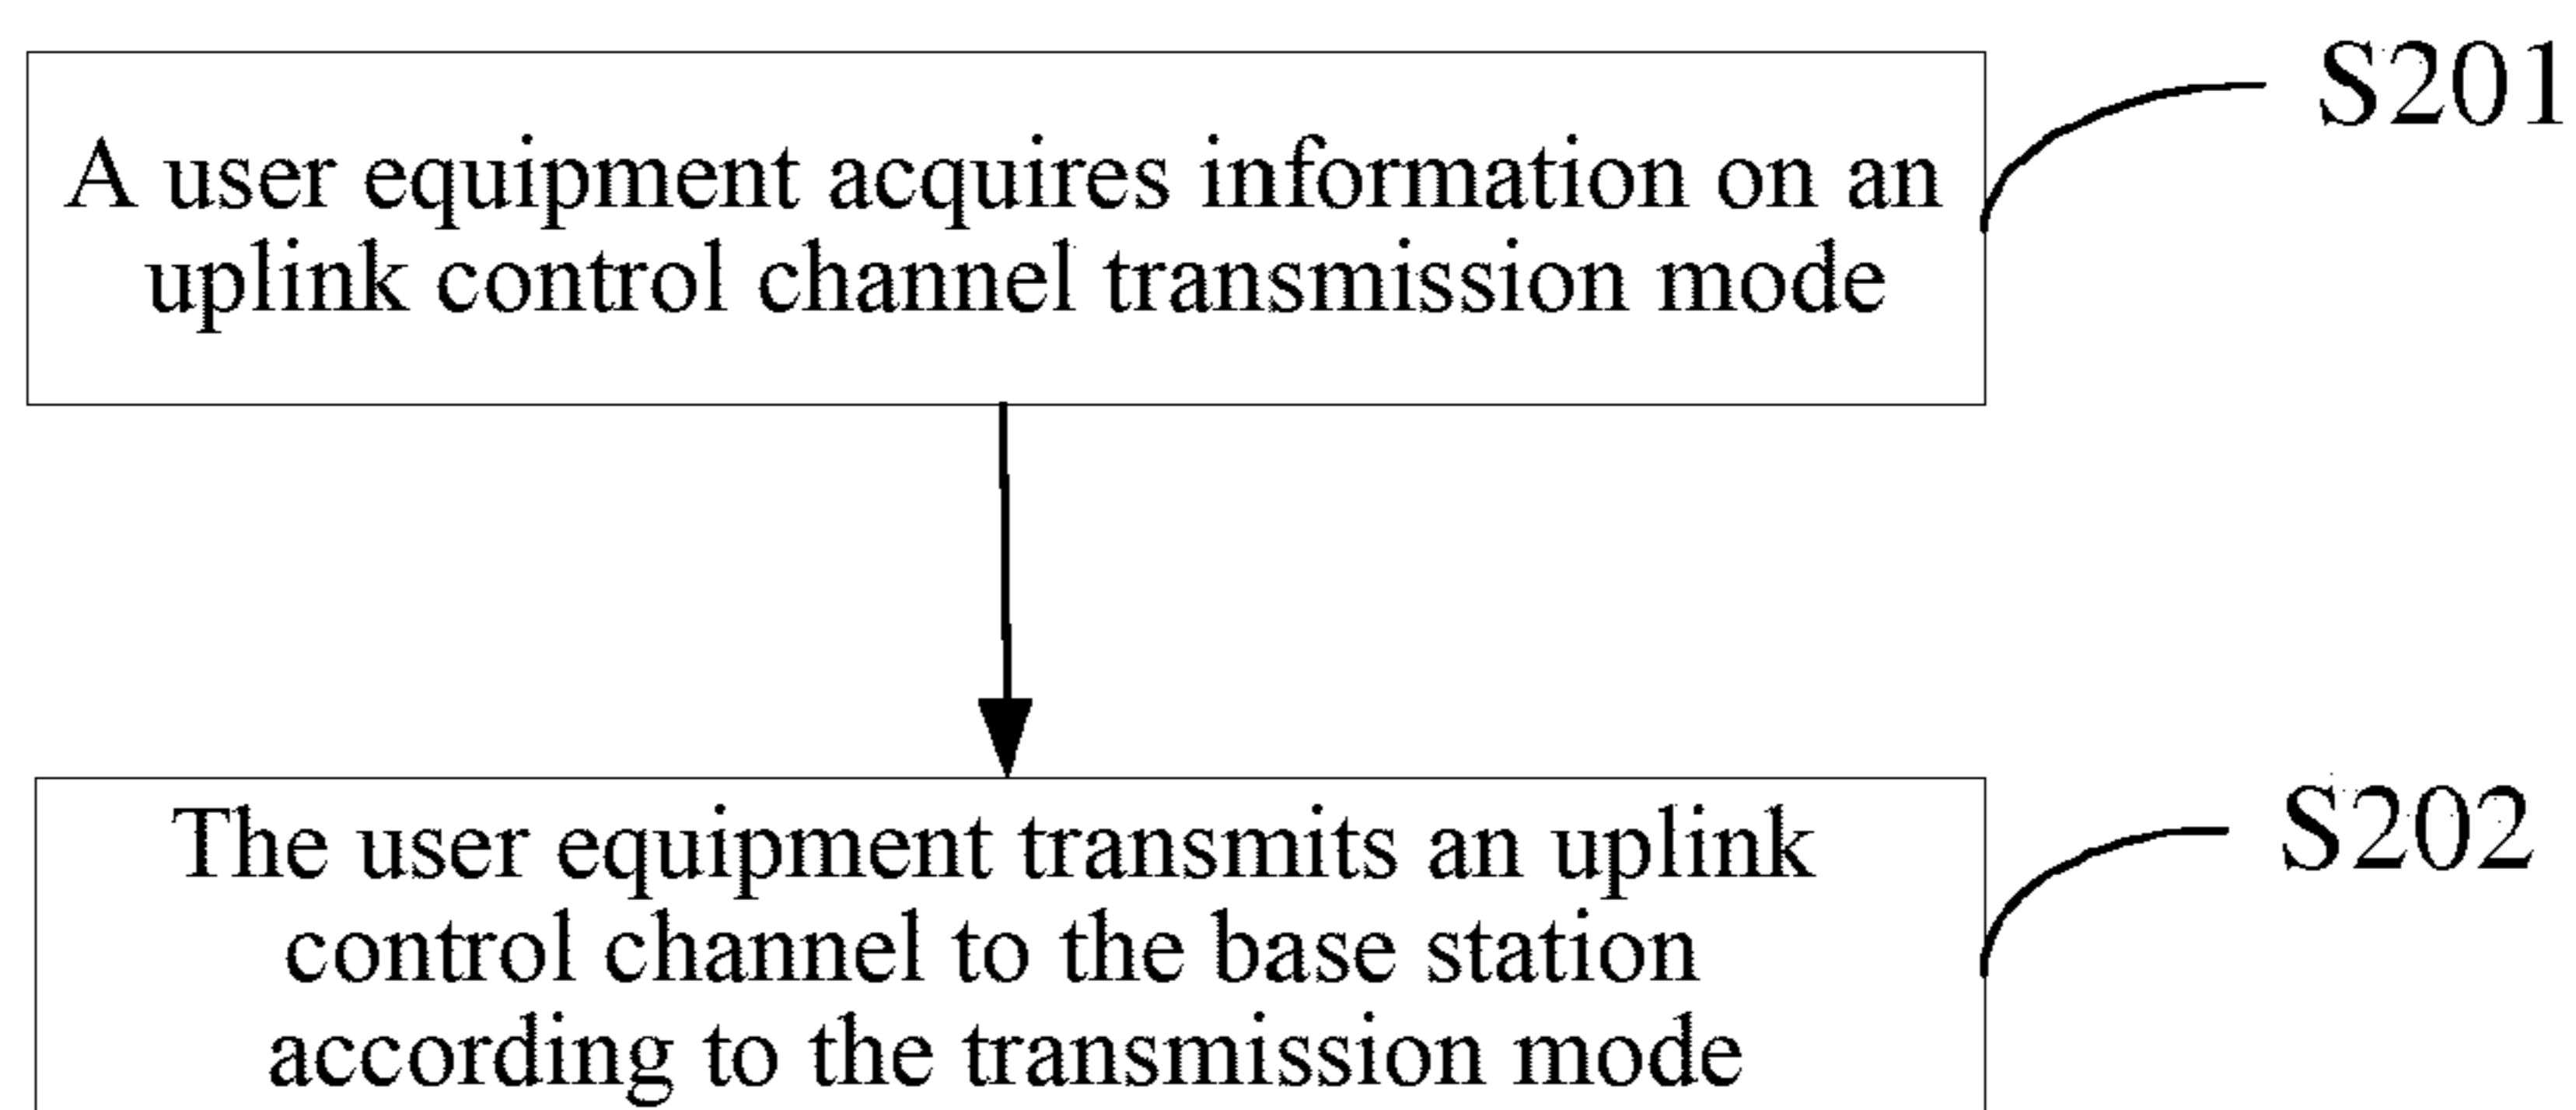 S201
A user equipment acquires information on an
uplink control channel transmission mode
S202
The user equipment transmits an uplink
control channel to the base station
according to the transmission mode